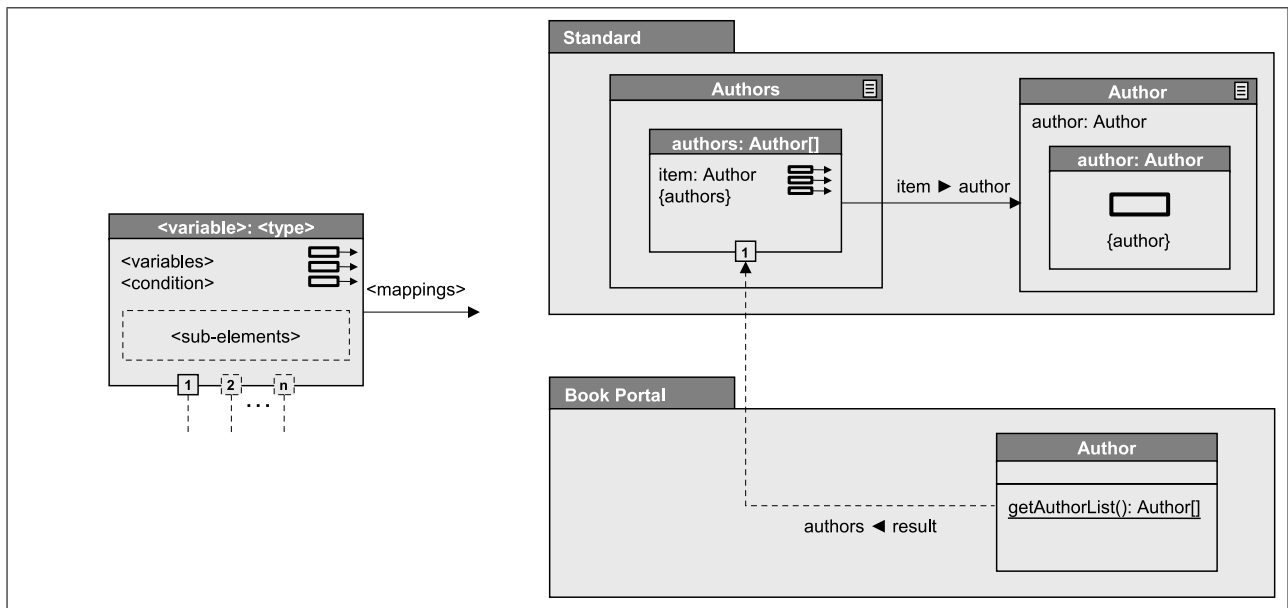 <variable>: <type>
<variables>
<condition>
<sub-elements>
1
2
n
...
<mappings>
Standard
Authors
authors: Author[]
item: Author
{authors}
1
item ► author
Author
author: Author
author: Author
{author}
Book Portal
Author
getAuthorList(): Author[]
authors ◄ result